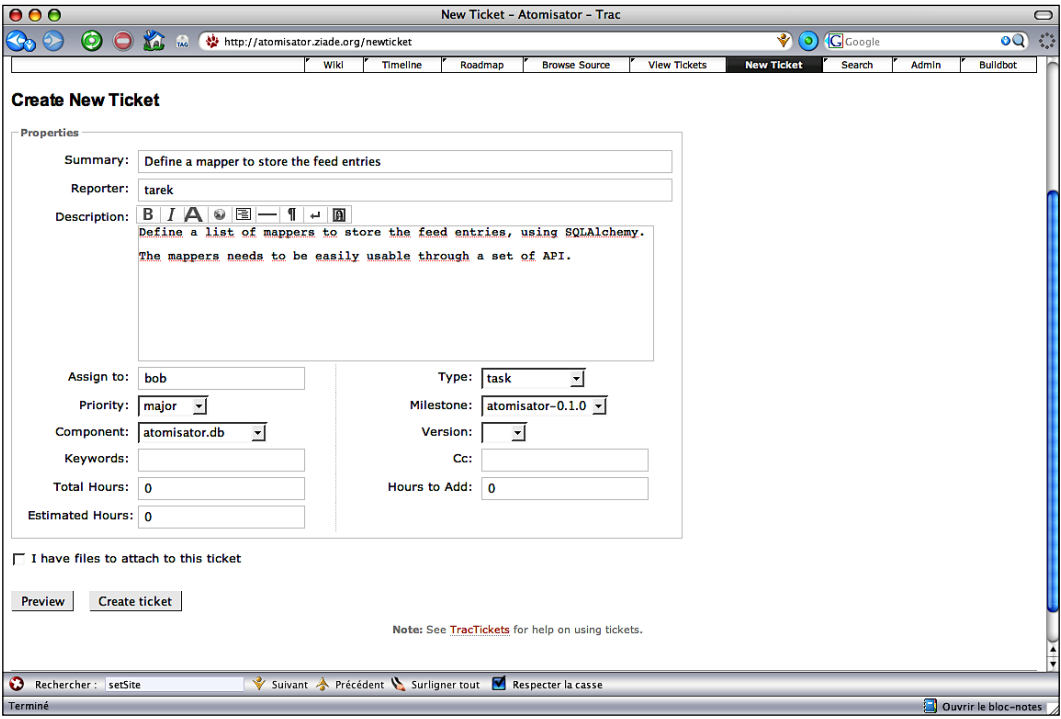 New Ticket – Atomisator – Trac
TAG http://atomisator.ziade.org/newticket Google
Wiki Timeline Roadmap Browse Source View Tickets New Ticket Search Admin Buildbot
Create New Ticket
Properties
Summary: Define a mapper to store the feed entries
Reporter: tarek
Description: B I A
Define a list of mappers to store the feed entries, using SQLAlchemy.
The mappers needs to be easily usable through a set of API.
Assign to: bob Type: task
Priority: major Milestone: atomisator-0.1.0
Component: atomisator.db Version:
Keywords: Cc:
Total Hours: 0 Hours to Add: 0
Estimated Hours: 0
I have files to attach to this ticket
Preview Create ticket
Note: See TracTickets for help on using tickets.
Rechercher : setSite Suivant Précédent Surligner tout Respecter la casse
Terminé Ouvrir le bloc-notes